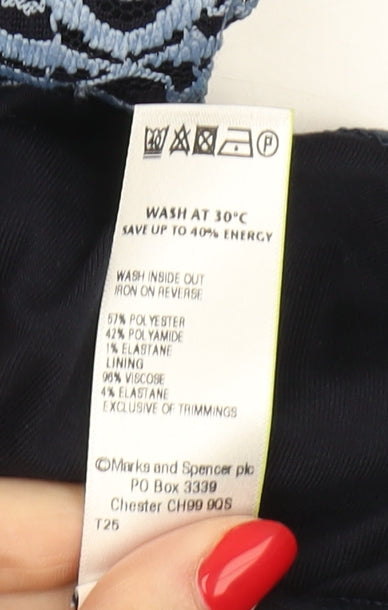 40 P
WASH AT 30°C
SAVE UP TO 40% ENERGY
WASH INSIDE OUT
IRON ON REVERSE
57% POLYESTER
42% POLYAMIDE
1% ELASTANE
LINING
96% VISCOSE
4% ELASTANE
EXCLUSIVE OF TRIMMINGS
©Marks and Spencer plc
PO Box 3339
Chester CH99 9QS
T25